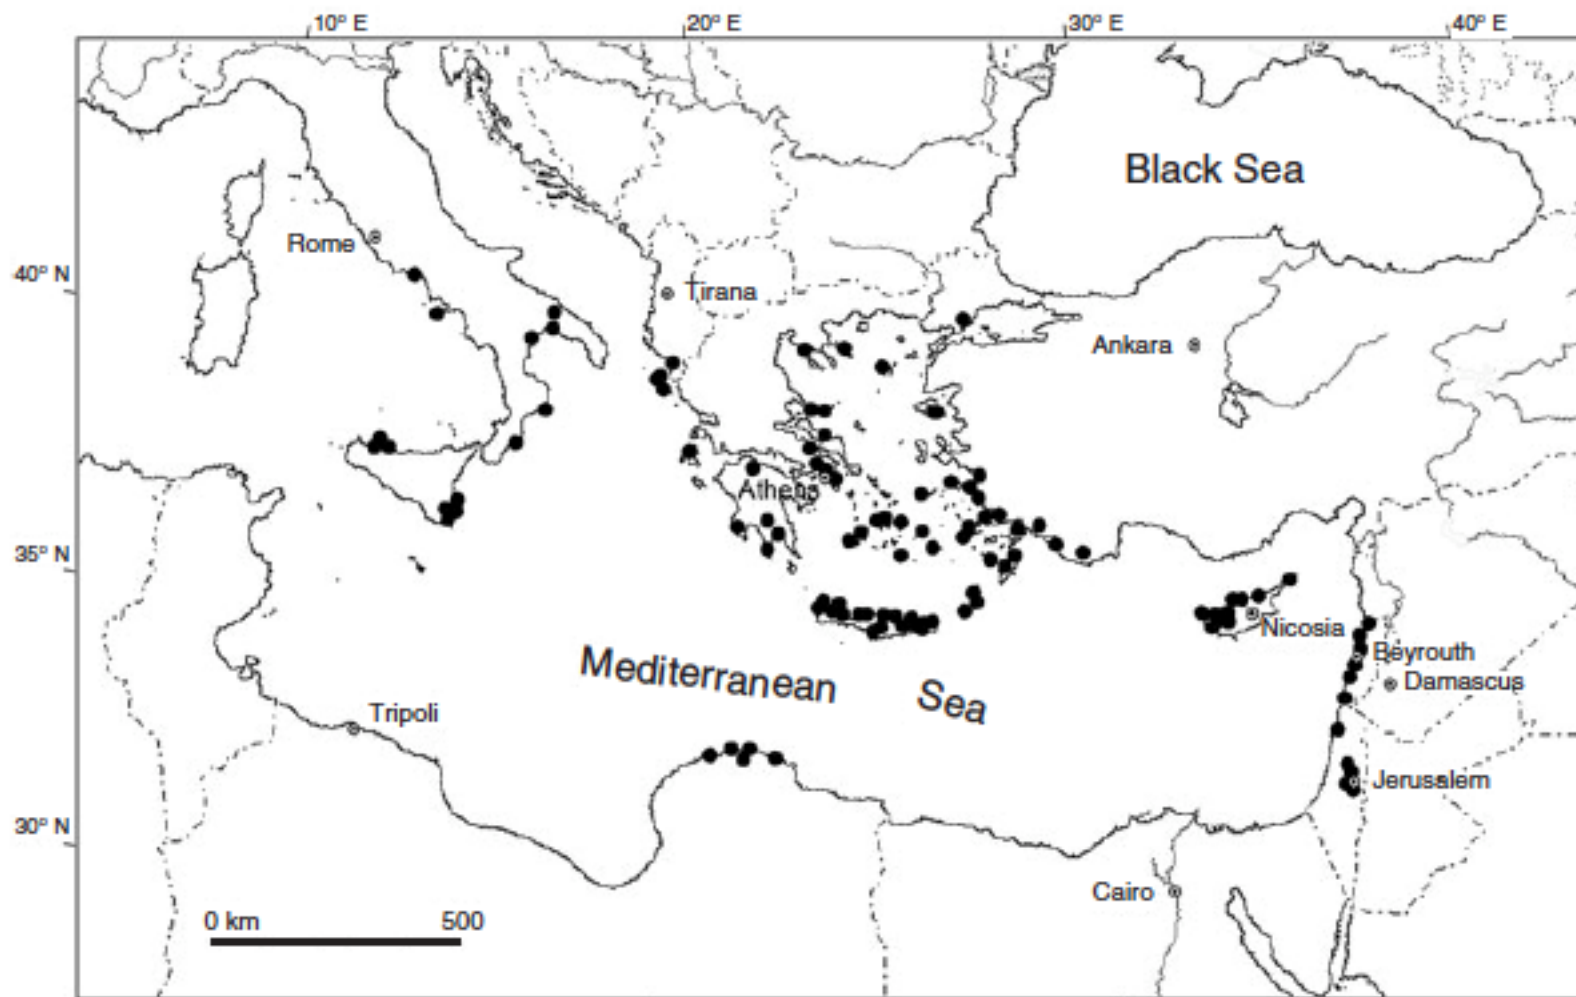 10° E
20° E
30° E
40° E
Black Sea
Rome
40° N
Tirana
Ankara
Athens
35° N
Nicosia
Beyrouth
Mediterranean Sea
Damascus
Tripoli
Jerusalem
30° N
Cairo
0 km 500